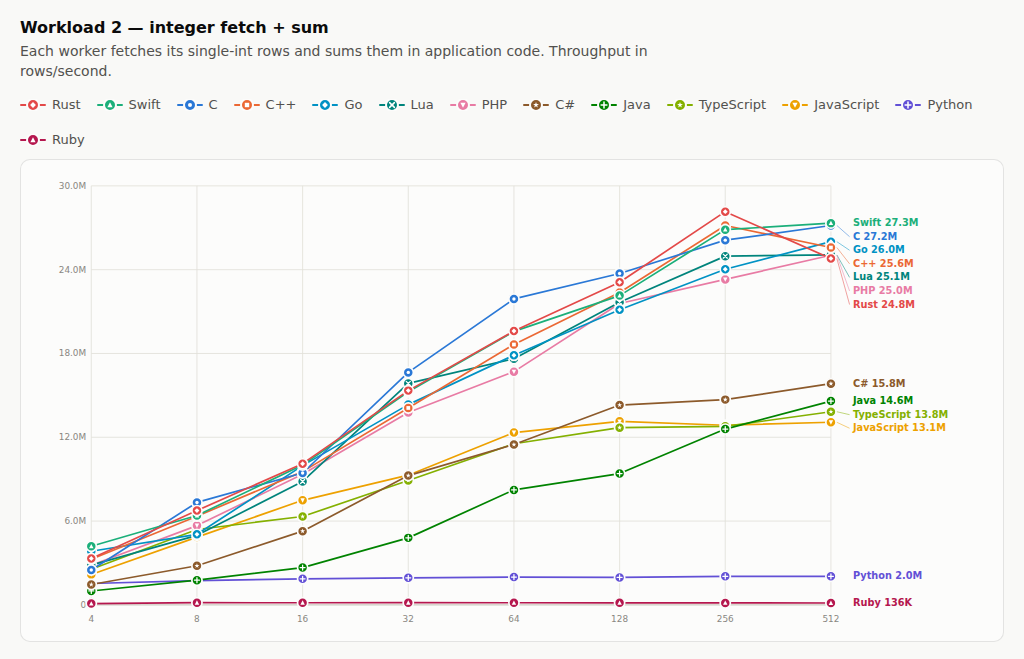 Workload 2 — integer fetch + sum
Each worker fetches its single-int rows and sums them in application code. Throughput in
rows/second.
Rust Swift C C++ Go Lua PHP C# Java TypeScript JavaScript Python
Ruby
30.0M
24.0M
18.0M
12.0M
6.0M
0
4 8 16 32 64 128 256 512
Swift 27.3M
C 27.2M
Go 26.0M
C++ 25.6M
Lua 25.1M
PHP 25.0M
Rust 24.8M
C# 15.8M
Java 14.6M
TypeScript 13.8M
JavaScript 13.1M
Python 2.0M
Ruby 136K